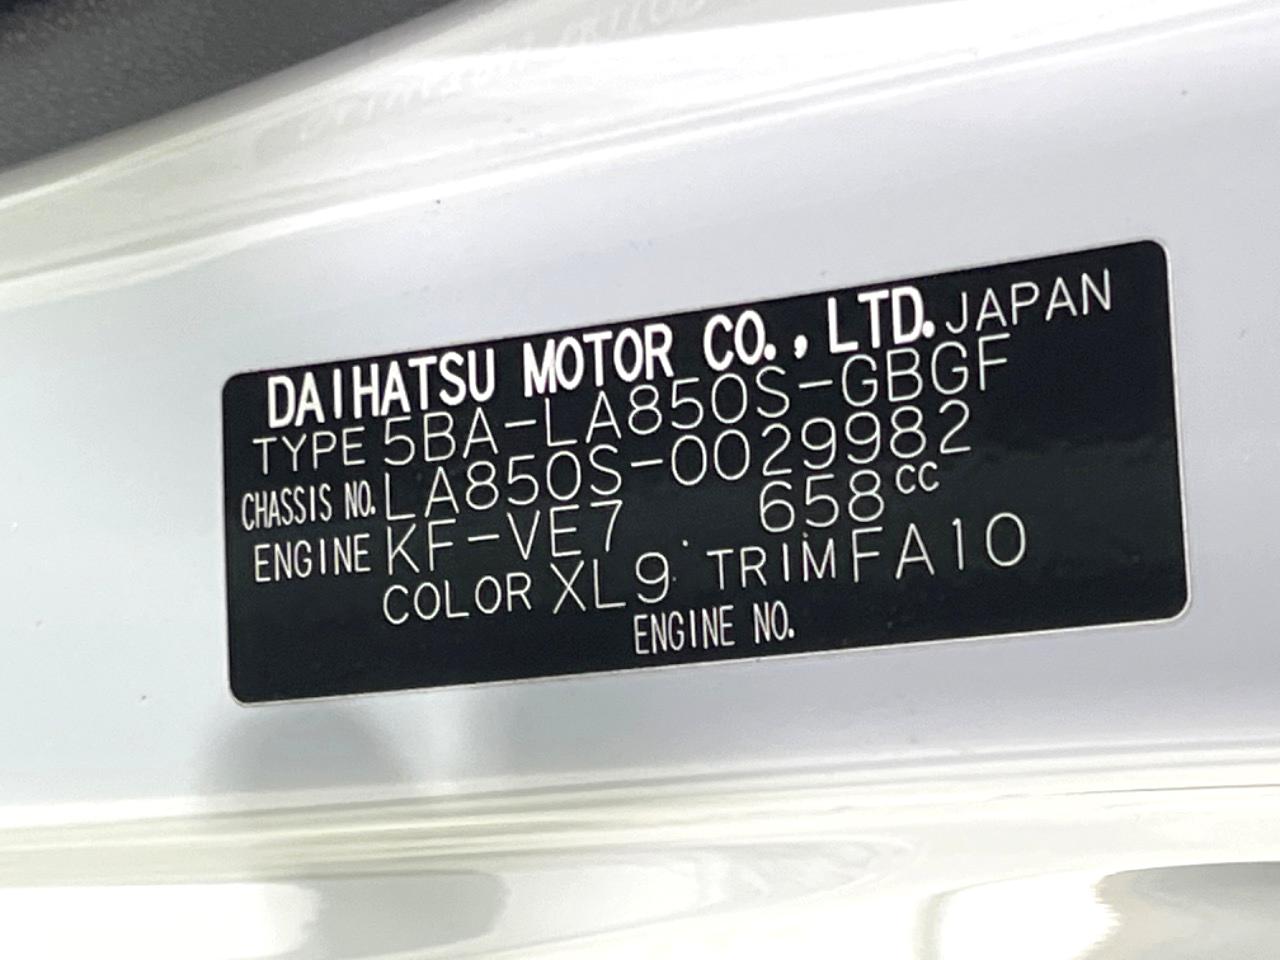 DAIHATSU MOTOR CO., LTD. JAPAN
TYPE 5BA-LA850S-GBGF
CHASSIS NO. LA850S-0029982
ENGINE KF-VE7 658cc
COLOR XL9 TRIM FA10
ENGINE NO.